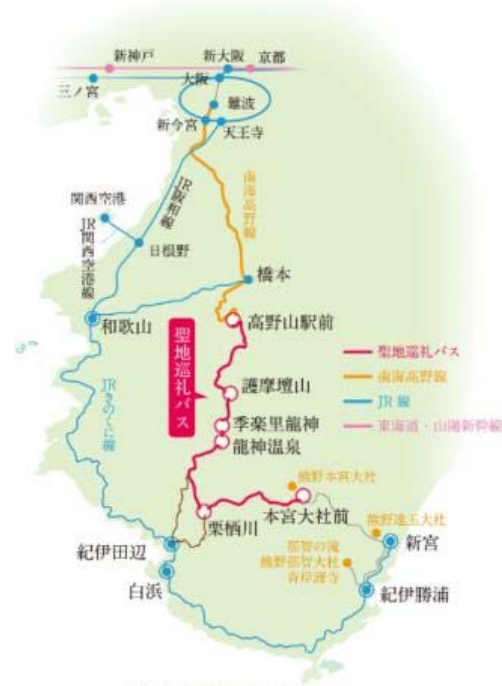 新神戸
新大阪
京都
三ノ宮
大阪
難波
新今宮
天王寺
関西空港
JR関西空港線
JR阪和線
日根野
南海高野線
橋本
和歌山
高野山駅前
聖地巡礼バス
護摩壇山
季楽里龍神
龍神温泉
聖地巡礼バス
南海高野線
JR線
東海道・山陽新幹線
JRきのくに線
熊野本宮大社
本宮大社前
栗栖川
熊野速玉大社
新宮
那智の滝
熊野那智大社
青岸渡寺
紀伊田辺
白浜
紀伊勝浦